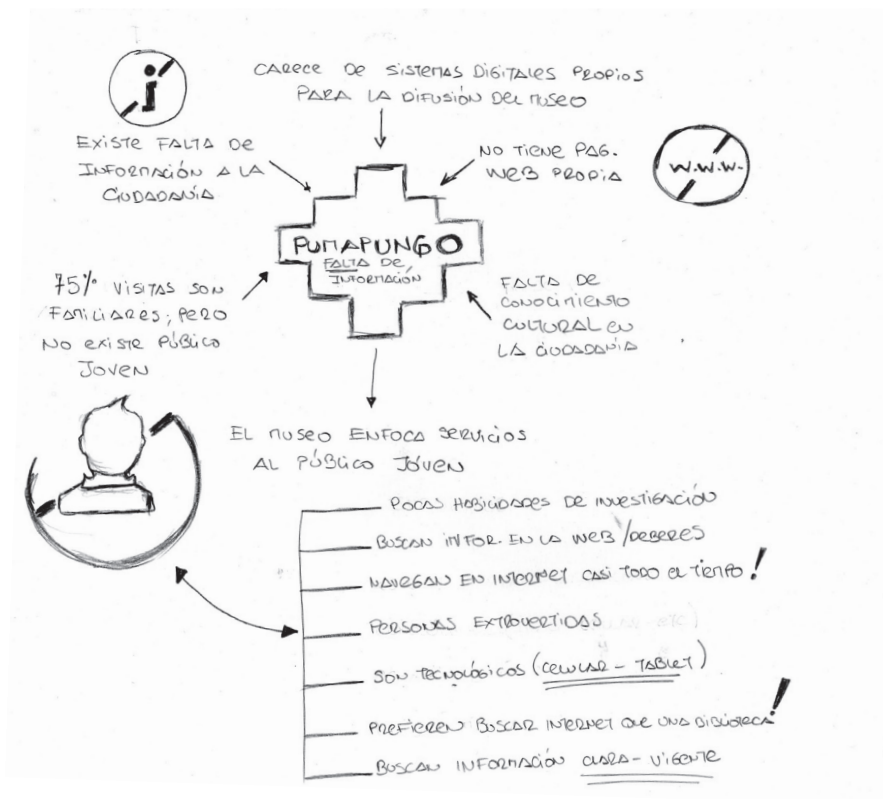 i
CARECE DE SISTEMAS DIGITALES PROPIOS
PARA LA DIFUSIÓN DEL MUSEO
EXISTE FALTA DE
INFORMACIÓN A LA
CIUDADANÍA
NO TIENE PAG.
WEB PROPIA
W.W.W.
PUMAPUNGO
FALTA DE
INFORMACIÓN
75% VISITAS SON
FAMILIARES; PERO
NO EXISTE PÚBLICO
JOVEN
FALTA DE
CONOCIMIENTO
CULTURAL EN
LA CIUDADANÍA
EL MUSEO ENFOCA SERVICIOS
AL PÚBLICO JÓVEN
POCAS HABILIDADES DE INVESTIGACIÓN
BUSCAN INFOR. EN LA WEB/DEBERES
NAVEGAN EN INTERNET CASI TODO EL TIEMPO!
PERSONAS EXTROVERTIDAS
SON TECNOLÓGICOS (CELULAR - TABLET)
PREFIEREN BUSCAR INTERNET QUE UNA BIBLIOTECA!
BUSCAN INFORMACIÓN CLARA - VIGENTE